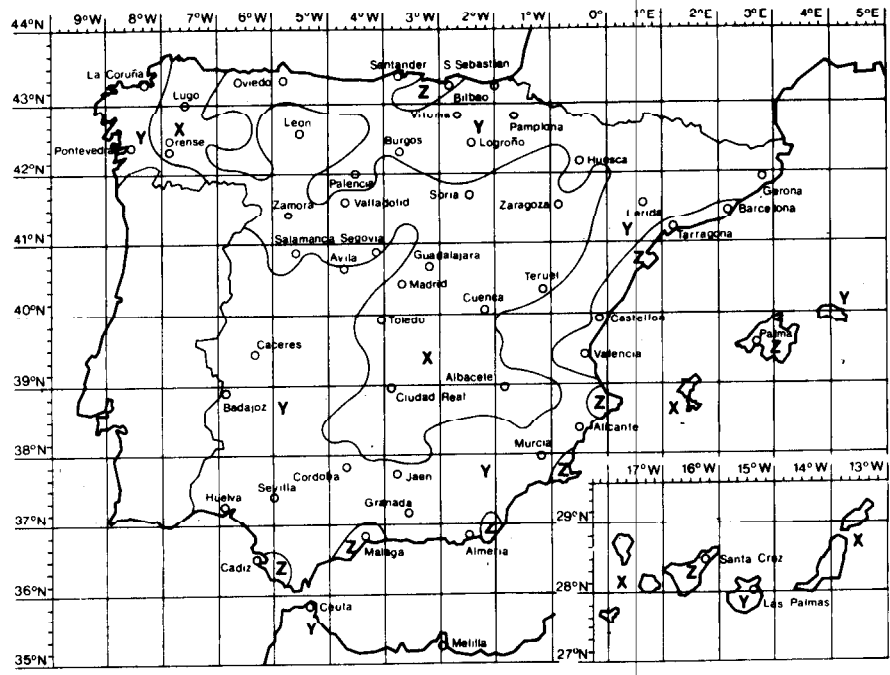 10°W 9°W 8°W 7°W 6°W 5°W 4°W 3°W 2°W 1°W 0° 1°E 2°E 3°E 4°E
44°N
La Coruña
Santander
S Sebastian
Oviedo
Z
Bilbao
43°N
Lugo
Vitoria
Leon
X
Y
Y
Pamplona
Orense
Burgos
Logroño
Pontevedra
42°N
Huesca
Palencia
Gerona
Soria
Zamora
Valladolid
Zaragoza
Lerida
Barcelona
41°N
Y
Tarragona
Salamanca Segovia
Avila
Guadalajara
Z
Teruel
Madrid
Cuenca
Y
40°N
Toledo
Castellon
Palma
Caceres
X
Valencia
Z
39°N
Albacete
Ciudad Real
Badajoz
Y
Z
X
Alicante
38°N
Murcia
Cordoba
Jaen
Y
Z
17°W 16°W 15°W 14°W 13°W
Sevilla
Huelva
Granada
37°N
29°N
Z
Z
Malaga
Almeria
Cadiz
Z
Santa Cruz
X
X
Z
36°N
28°N
Y
Las Palmas
Ceuta
Y
Melilla
35°N
27°N